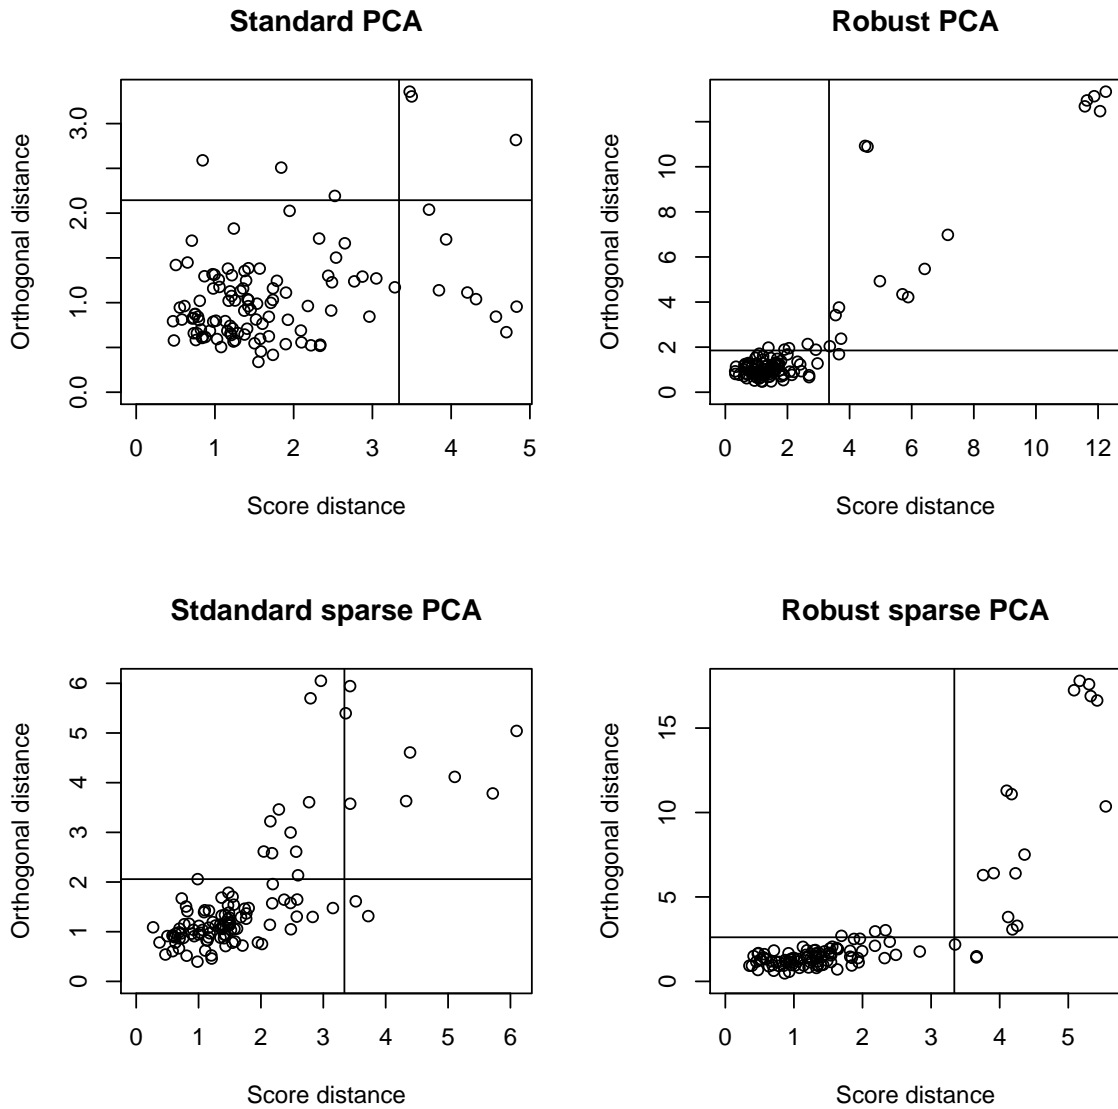 Standard PCA
Orthogonal distance
0.0 1.0 2.0 3.0
0 1 2 3 4 5
Score distance
Robust PCA
Orthogonal distance
0 2 4 6 8 10
0 2 4 6 8 10 12
Score distance
Stdandard sparse PCA
Orthogonal distance
0 1 2 3 4 5 6
0 1 2 3 4 5 6
Score distance
Robust sparse PCA
Orthogonal distance
0 5 10 15
0 1 2 3 4 5
Score distance